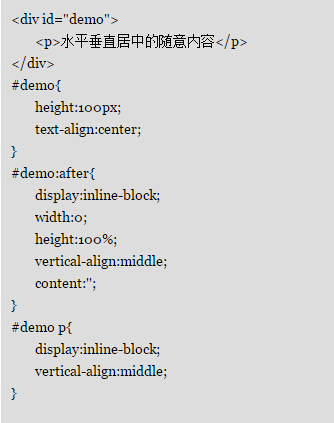 <div id="demo">
<p>水平垂直居中的随意内容</p>
</div>
#demo{
height:100px;
text-align:center;
}
#demo:after{
display:inline-block;
width:0;
height:100%;
vertical-align:middle;
content:'';
}
#demo p{
display:inline-block;
vertical-align:middle;
}